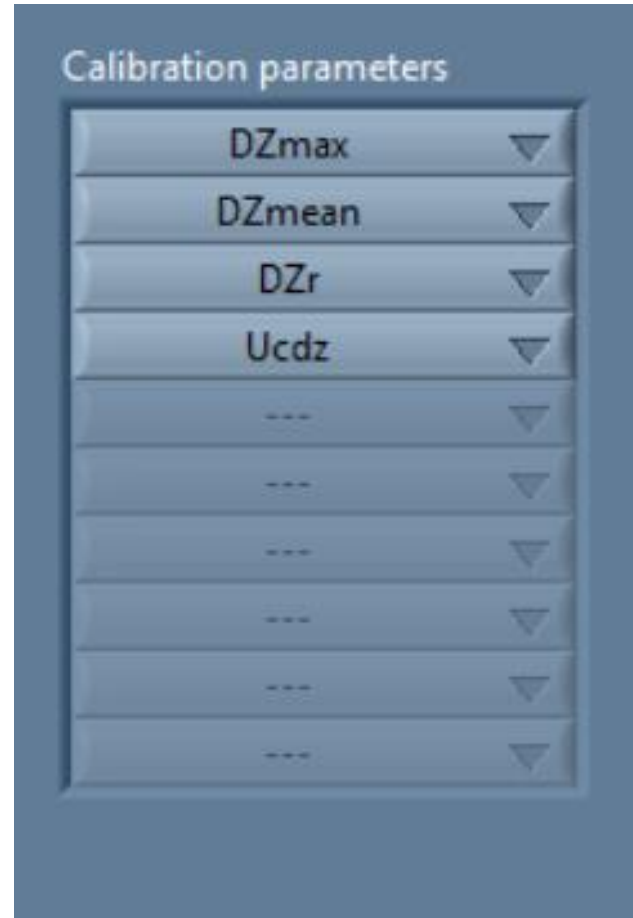 Calibration parameters
DZmax
DZmean
DZr
Ucdz
---
---
---
---
---
---